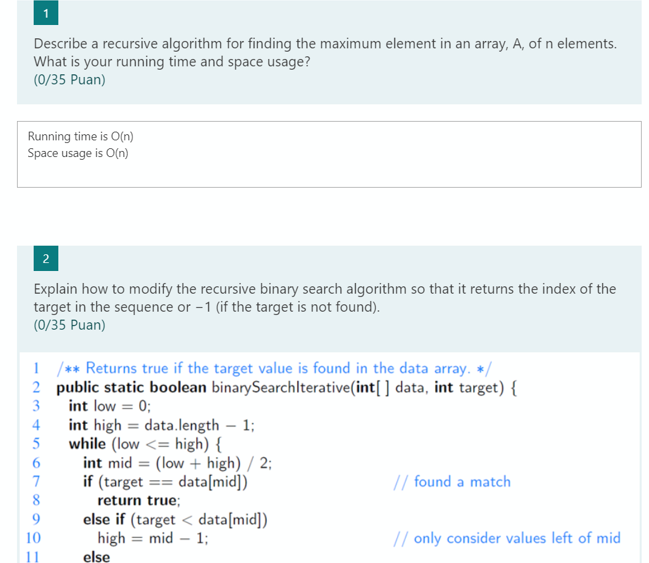 1
Describe a recursive algorithm for finding the maximum element in an array, A, of n elements.
What is your running time and space usage?
(0/35 Puan)
Running time is O(n)
Space usage is O(n)
2
Explain how to modify the recursive binary search algorithm so that it returns the index of the
target in the sequence or −1 (if the target is not found).
(0/35 Puan)
1 /** Returns true if the target value is found in the data array. */
2 public static boolean binarySearchIterative(int[ ] data, int target) {
3 int low = 0;
4 int high = data.length − 1;
5 while (low <= high) {
6 int mid = (low + high) / 2;
7 if (target == data[mid]) // found a match
8 return true;
9 else if (target < data[mid])
10 high = mid − 1; // only consider values left of mid
11 else